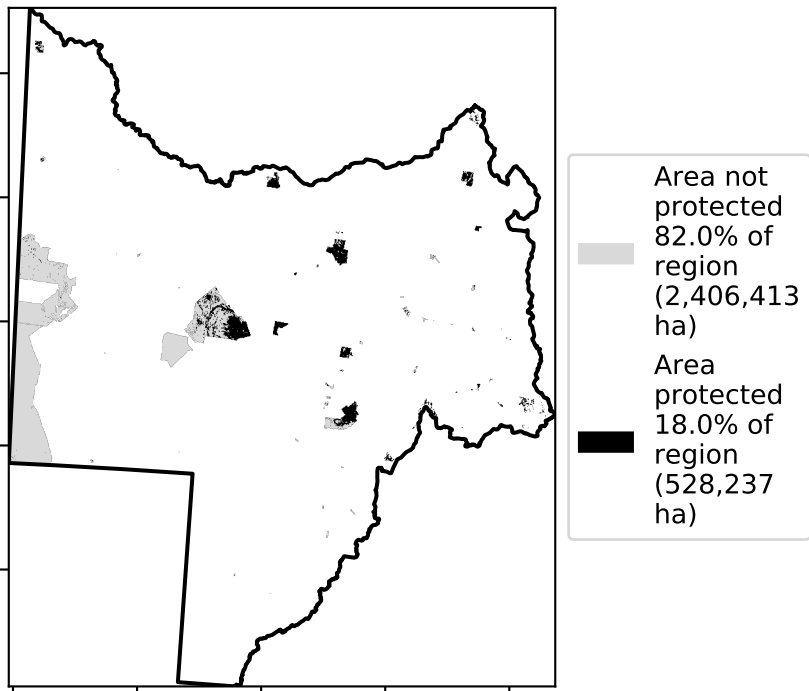 Area not
protected
82.0% of
region
(2,406,413
ha)
Area
protected
18.0% of
region
(528,237
ha)